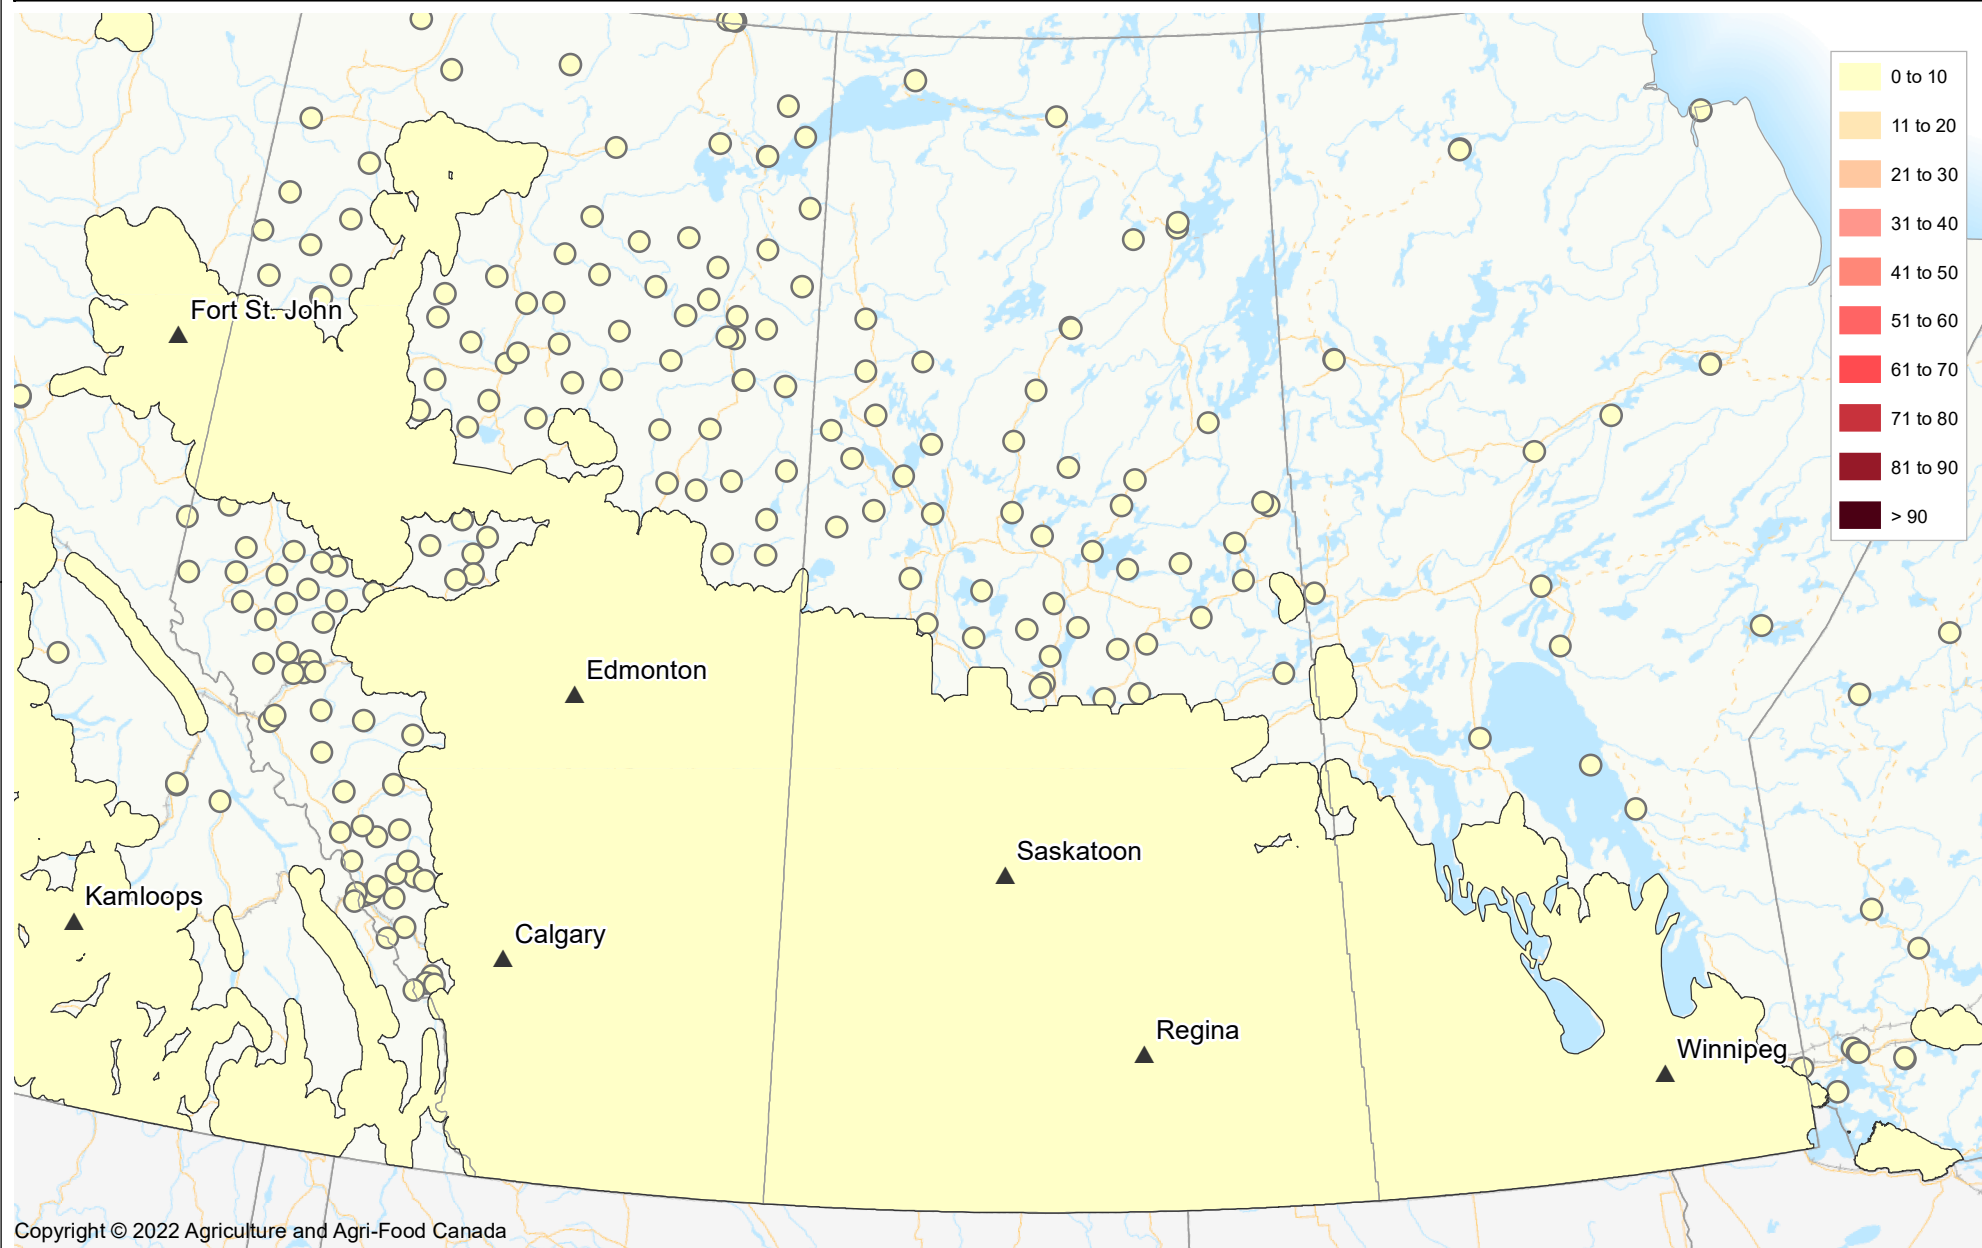 0 to 10
11 to 20
21 to 30
31 to 40
41 to 50
51 to 60
61 to 70
71 to 80
81 to 90
> 90
Fort St. John
Edmonton
Saskatoon
Kamloops
Calgary
Regina
Winnipeg
Copyright © 2022 Agriculture and Agri-Food Canada